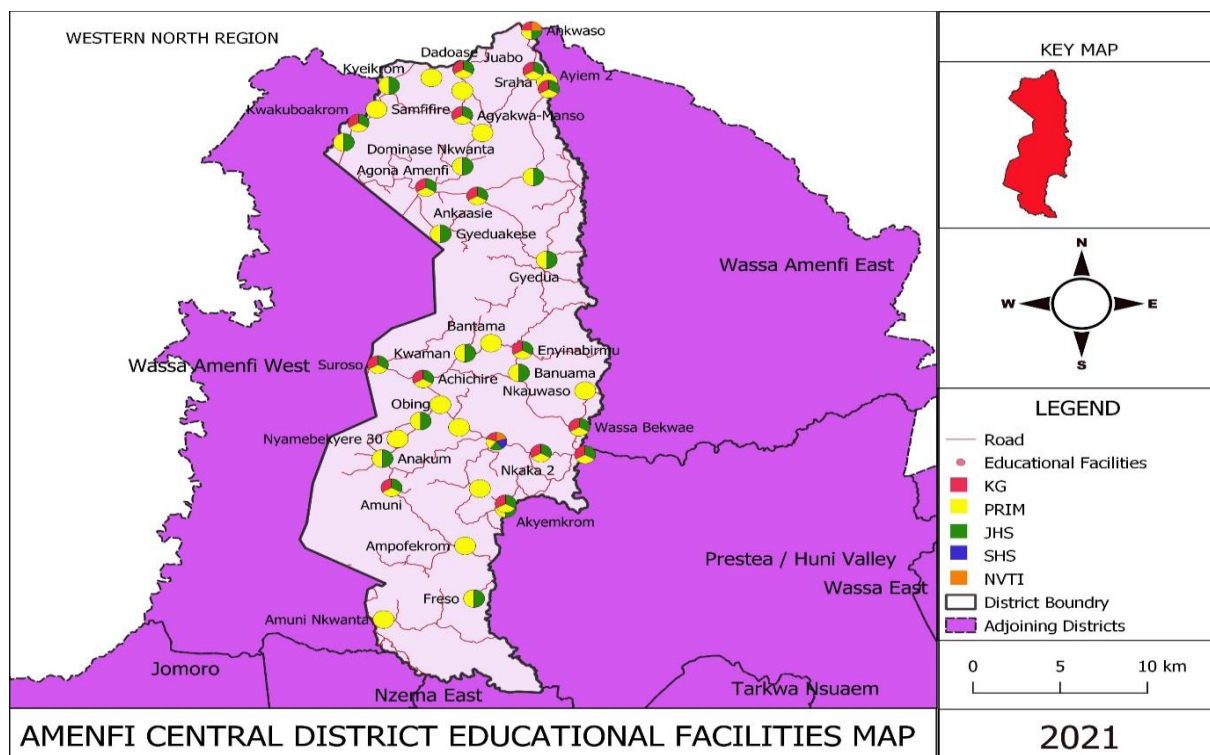 WESTERN NORTH REGION
Ahkwaso
Dadoase
Juabo
Kyeikrom
Sraha
Ayiem 2
Kwakuboakrom
Samfifire
Agyakwa-Manso
Dominase Nkwanta
Agona Amenfi
Ankaasie
Gyeduakese
Gyedua
Wassa Amenfi East
Bantama
Kwaman
Enyinabirmu
Wassa Amenfi West
Suroso
Achichire
Banuama
Nkauwaso
Obing
Nyamebekyere 30
Wassa Bekwae
Anakum
Nkaka 2
Amuni
Akyemkrom
Ampofekrom
Prestea / Huni Valley
Wassa East
Freso
Amuni Nkwanta
Jomoro
Nzema East
Tarkwa Nsuaem
KEY MAP
N
W
E
S
LEGEND
Road
Educational Facilities
KG
PRIM
JHS
SHS
NVTI
District Boundry
Adjoining Districts
0 5 10 km
AMENFI CENTRAL DISTRICT EDUCATIONAL FACILITIES MAP
2021